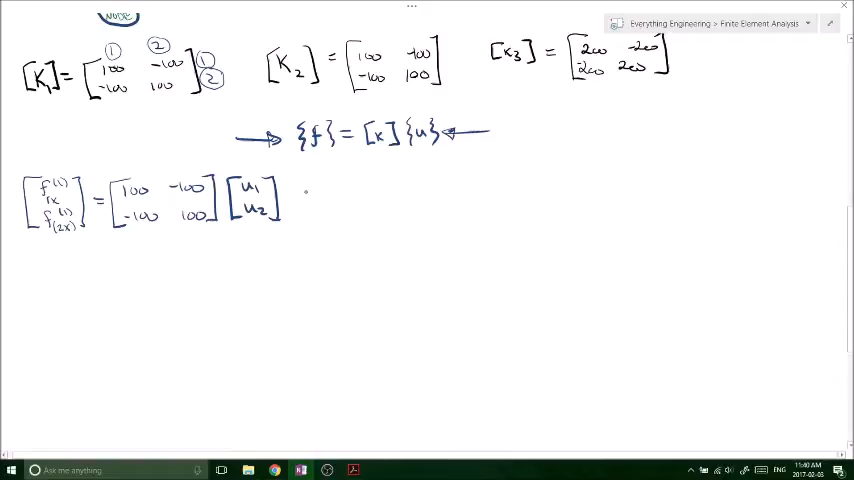 NODE
Everything Engineering > Finite Element Analysis
① ②
[K₁] = [100 -100] ①
[-100 100] ②
[K₂] = [100 -100]
[-100 100]
[K3] = [200 -200]
[-200 200]
{f} = [K]{u}
[f(1) 1x] = [100 -100] [u1]
[f(1) (2x)] [-100 100] [u2]
Ask me anything
ENG
11:40 AM
2017-02-03